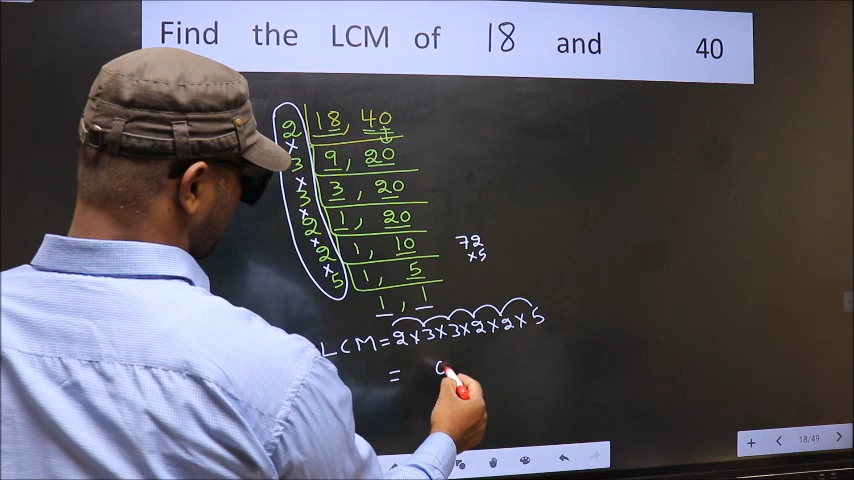 Find the LCM of 18 and 40
2 18, 40
× 3 9, 20
× 3 3, 20
× 2 1, 20
× 2 1, 10
× 5 1, 5
1, 1
72
×5
LCM = 2×3×3×2×2×5
= 0
18/49